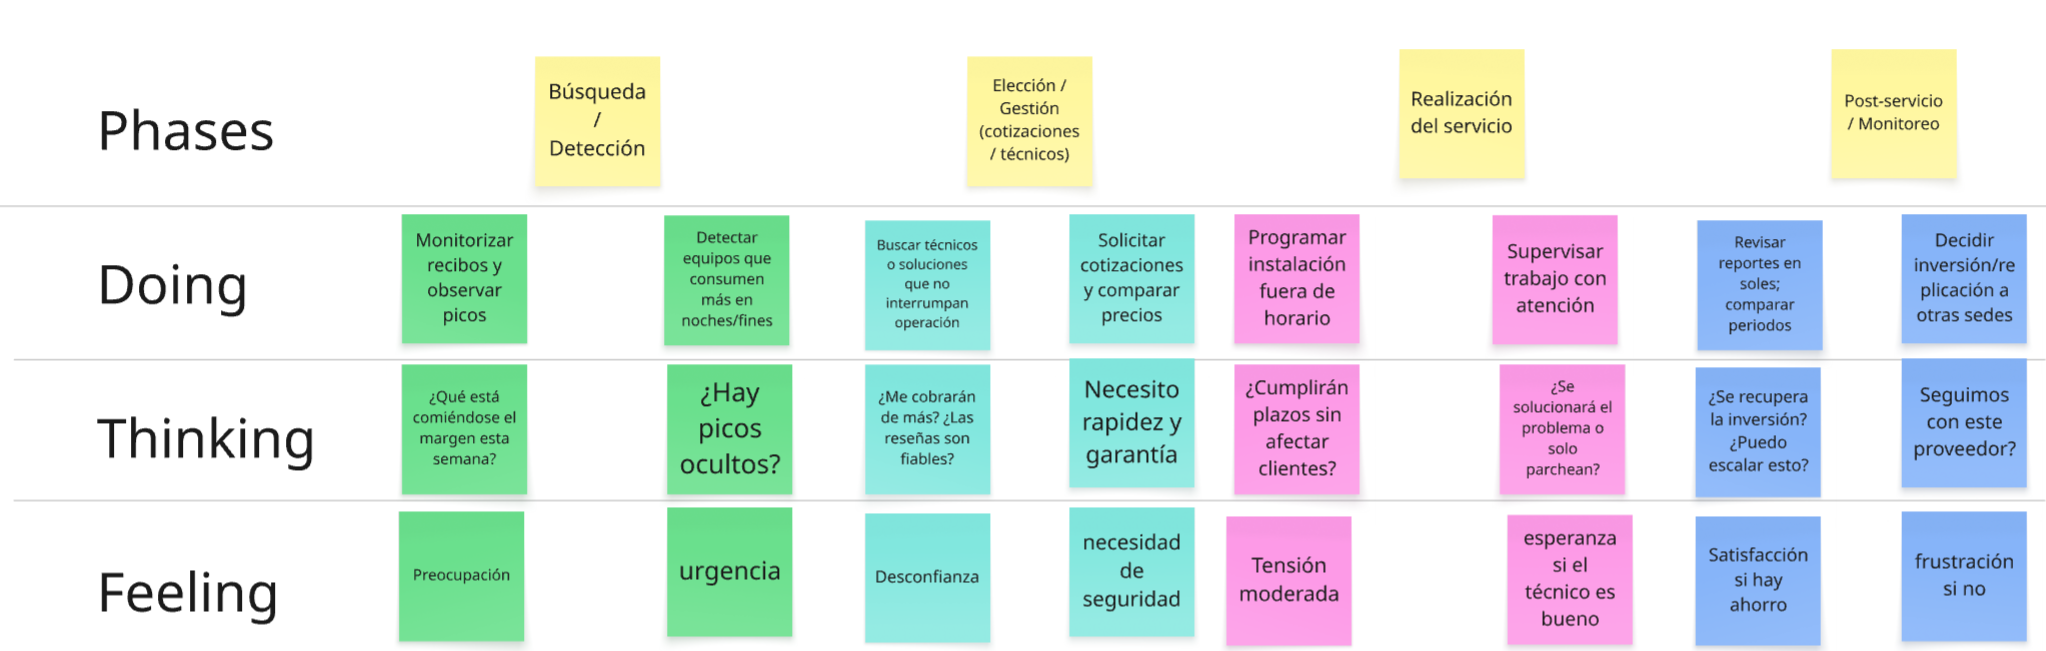 Phases
Búsqueda
/
Detección
Elección /
Gestión
(cotizaciones
/ técnicos)
Realización
del servicio
Post-servicio
/ Monitoreo
Doing
Monitorizar
recibos y
observar
picos
Detectar
equipos que
consumen
más en
noches/fines
Buscar técnicos
o soluciones
que no
interrumpan
operación
Solicitar
cotizaciones
y comparar
precios
Programar
instalación
fuera de
horario
Supervisar
trabajo con
atención
Revisar
reportes en
soles;
comparar
periodos
Decidir
inversión/re
plicación a
otras sedes
Thinking
¿Qué está
comiéndose el
margen esta
semana?
¿Hay
picos
ocultos?
¿Me cobrarán
de más? ¿Las
reseñas son
fiables?
Necesito
rapidez y
garantía
¿Cumplirán
plazos sin
afectar
clientes?
¿Se
solucionará el
problema o
solo
parchean?
¿Se recupera
la inversión?
¿Puedo
escalar esto?
Seguimos
con este
proveedor?
Feeling
Preocupación
urgencia
Desconfianza
necesidad
de
seguridad
Tensión
moderada
esperanza
si el
técnico es
bueno
Satisfacción
si hay
ahorro
frustración
si no